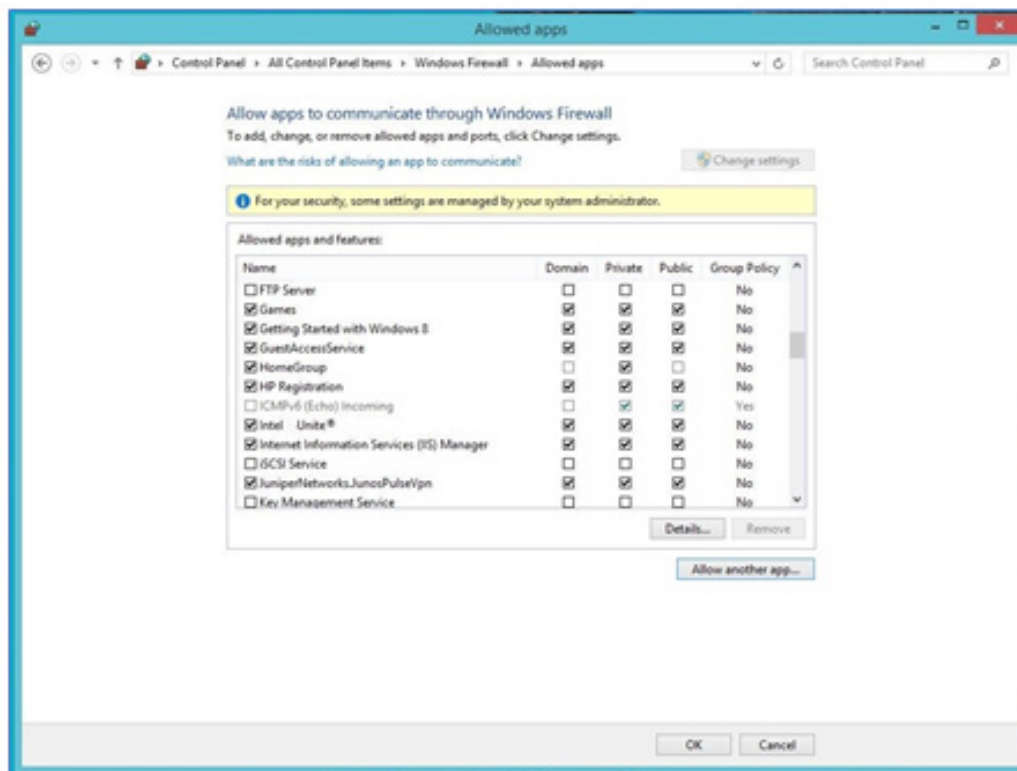 Allowed apps
Control Panel › All Control Panel Items › Windows Firewall › Allowed apps
Search Control Panel
Allow apps to communicate through Windows Firewall
To add, change, or remove allowed apps and ports, click Change settings.
What are the risks of allowing an app to communicate?
Change settings
For your security, some settings are managed by your system administrator.
Allowed apps and features:
Name Domain Private Public Group Policy
FTP Server No
Games No
Getting Started with Windows 8 No
GuestAccessService No
HomeGroup No
HP Registration No
ICMPv6 (Echo) Incoming Yes
Intel Unite® No
Internet Information Services (IIS) Manager No
iSCSI Service No
JuniperNetworks.JunosPulseVpn No
Key Management Service No
Details... Remove
Allow another app...
OK Cancel